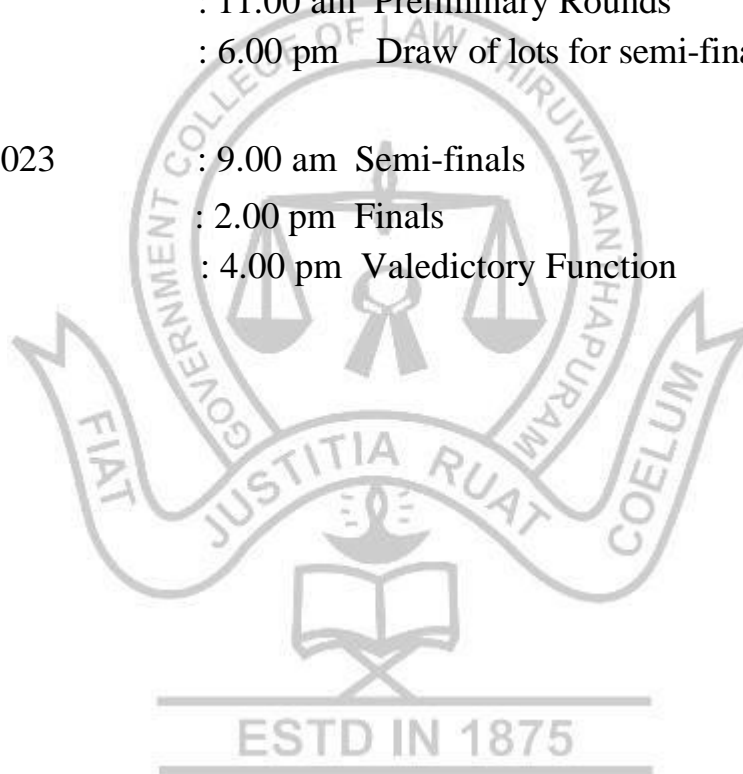 : 11.00 am Preliminary Rounds
: 6.00 pm Draw of lots for semi-fina
023 : 9.00 am Semi-finals
: 2.00 pm Finals
: 4.00 pm Valedictory Function
GOVERNMENT COLLEGE OF LAW THIRUVANANTHAPURAM
FIAT JUSTITIA RUAT COELUM
ESTD IN 1875